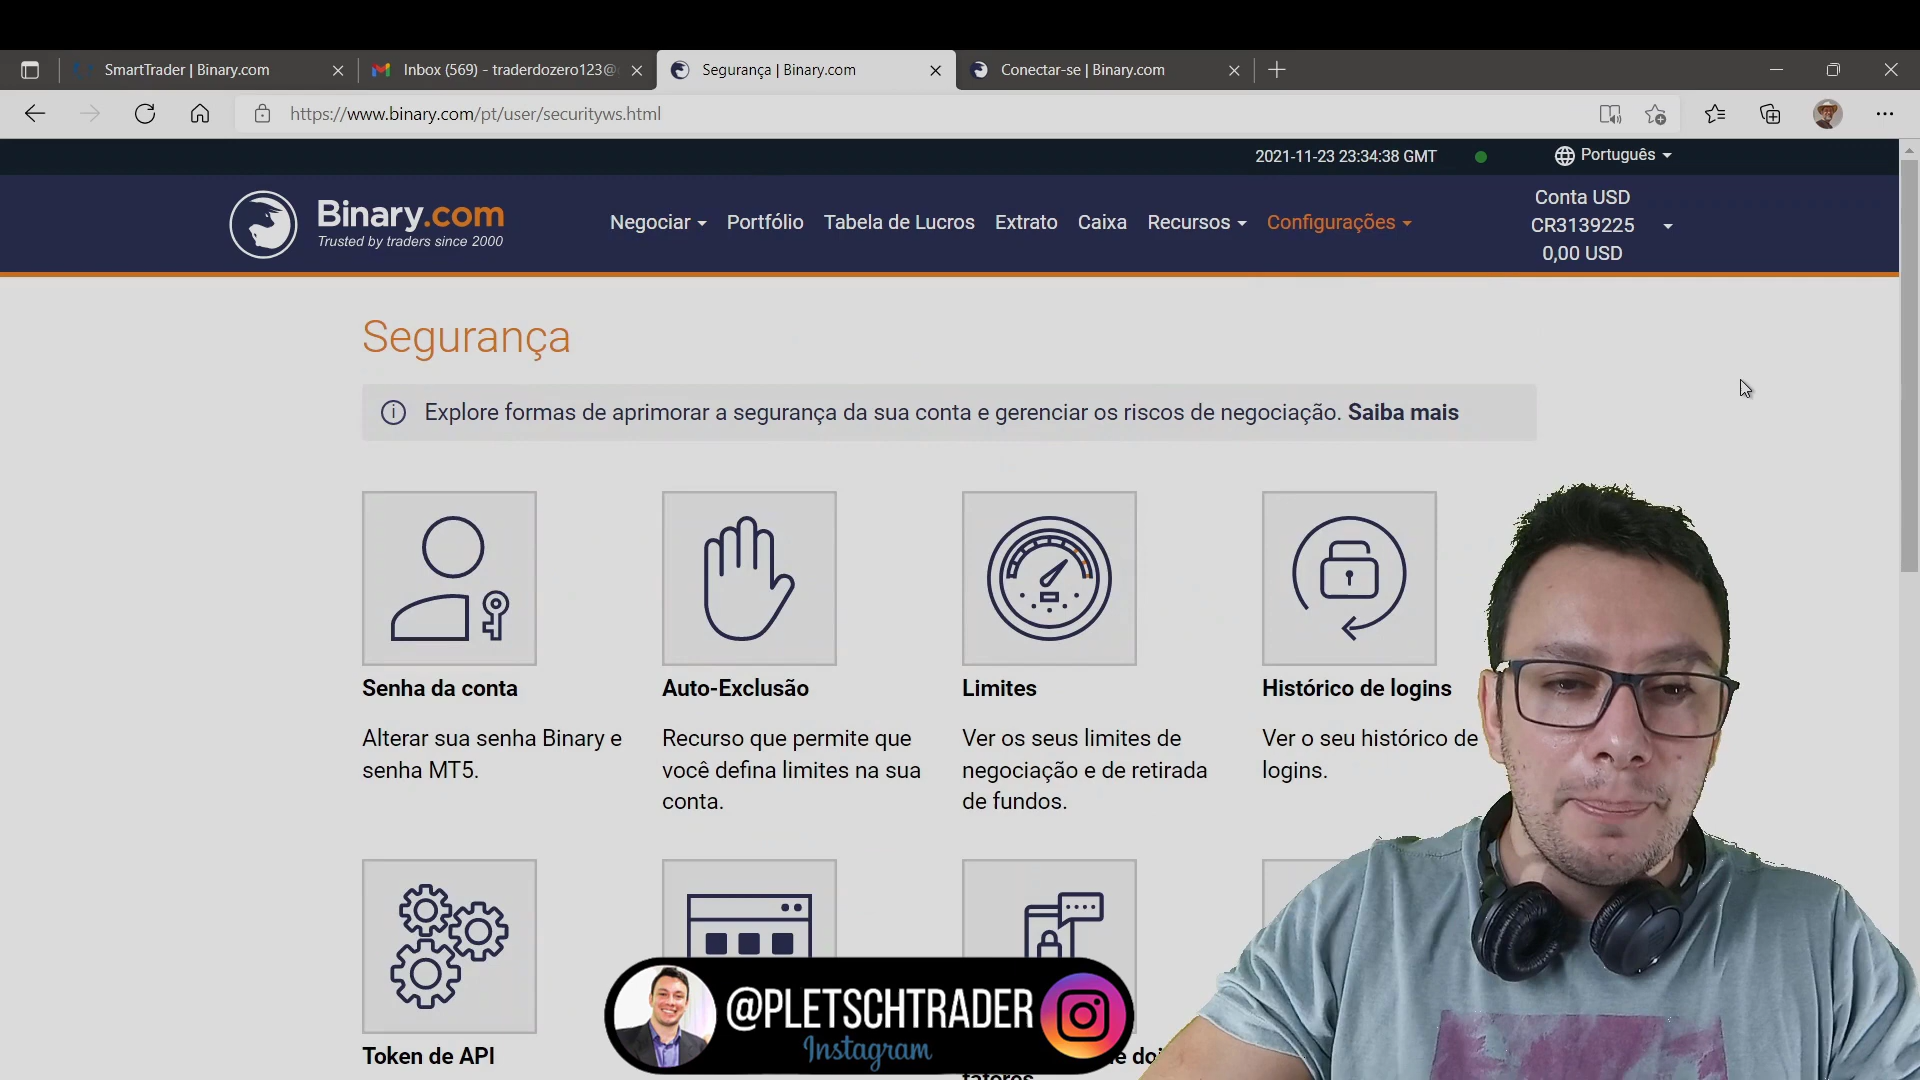 SmartTrader | Binary.com
Inbox (569) - traderdozero123@
Segurança | Binary.com
Conectar-se | Binary.com
https://www.binary.com/pt/user/securityws.html
2021-11-23 23:34:38 GMT
Português
Binary.com
Trusted by traders since 2000
Negociar
Portfólio
Tabela de Lucros
Extrato
Caixa
Recursos
Configurações
Conta USD
CR3139225
0,00 USD
Segurança
Explore formas de aprimorar a segurança da sua conta e gerenciar os riscos de negociação. Saiba mais
Senha da conta
Alterar sua senha Binary e
senha MT5.
Auto-Exclusão
Recurso que permite que
você defina limites na sua
conta.
Limites
Ver os seus limites de
negociação e de retirada
de fundos.
Histórico de logins
Ver o seu histórico de
logins.
Token de API
e doi
fatores
@PLETSCHTRADER
Instagram